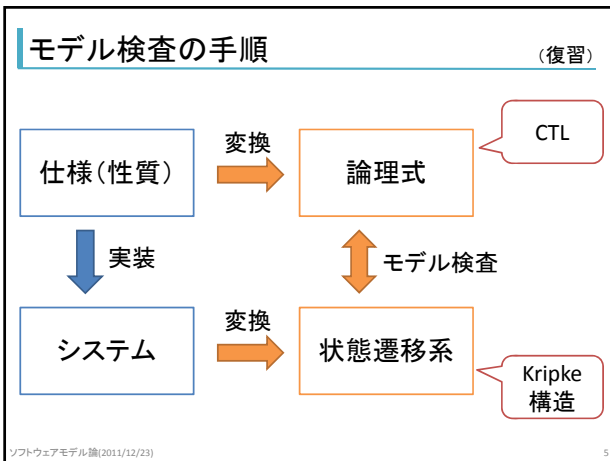 モデル検査の手順
(復習)
CTL
仕様(性質)
変換
論理式
実装
モデル検査
システム
変換
状態遷移系
Kripke
構造
ソフトウェアモデル論(2011/12/23)
5